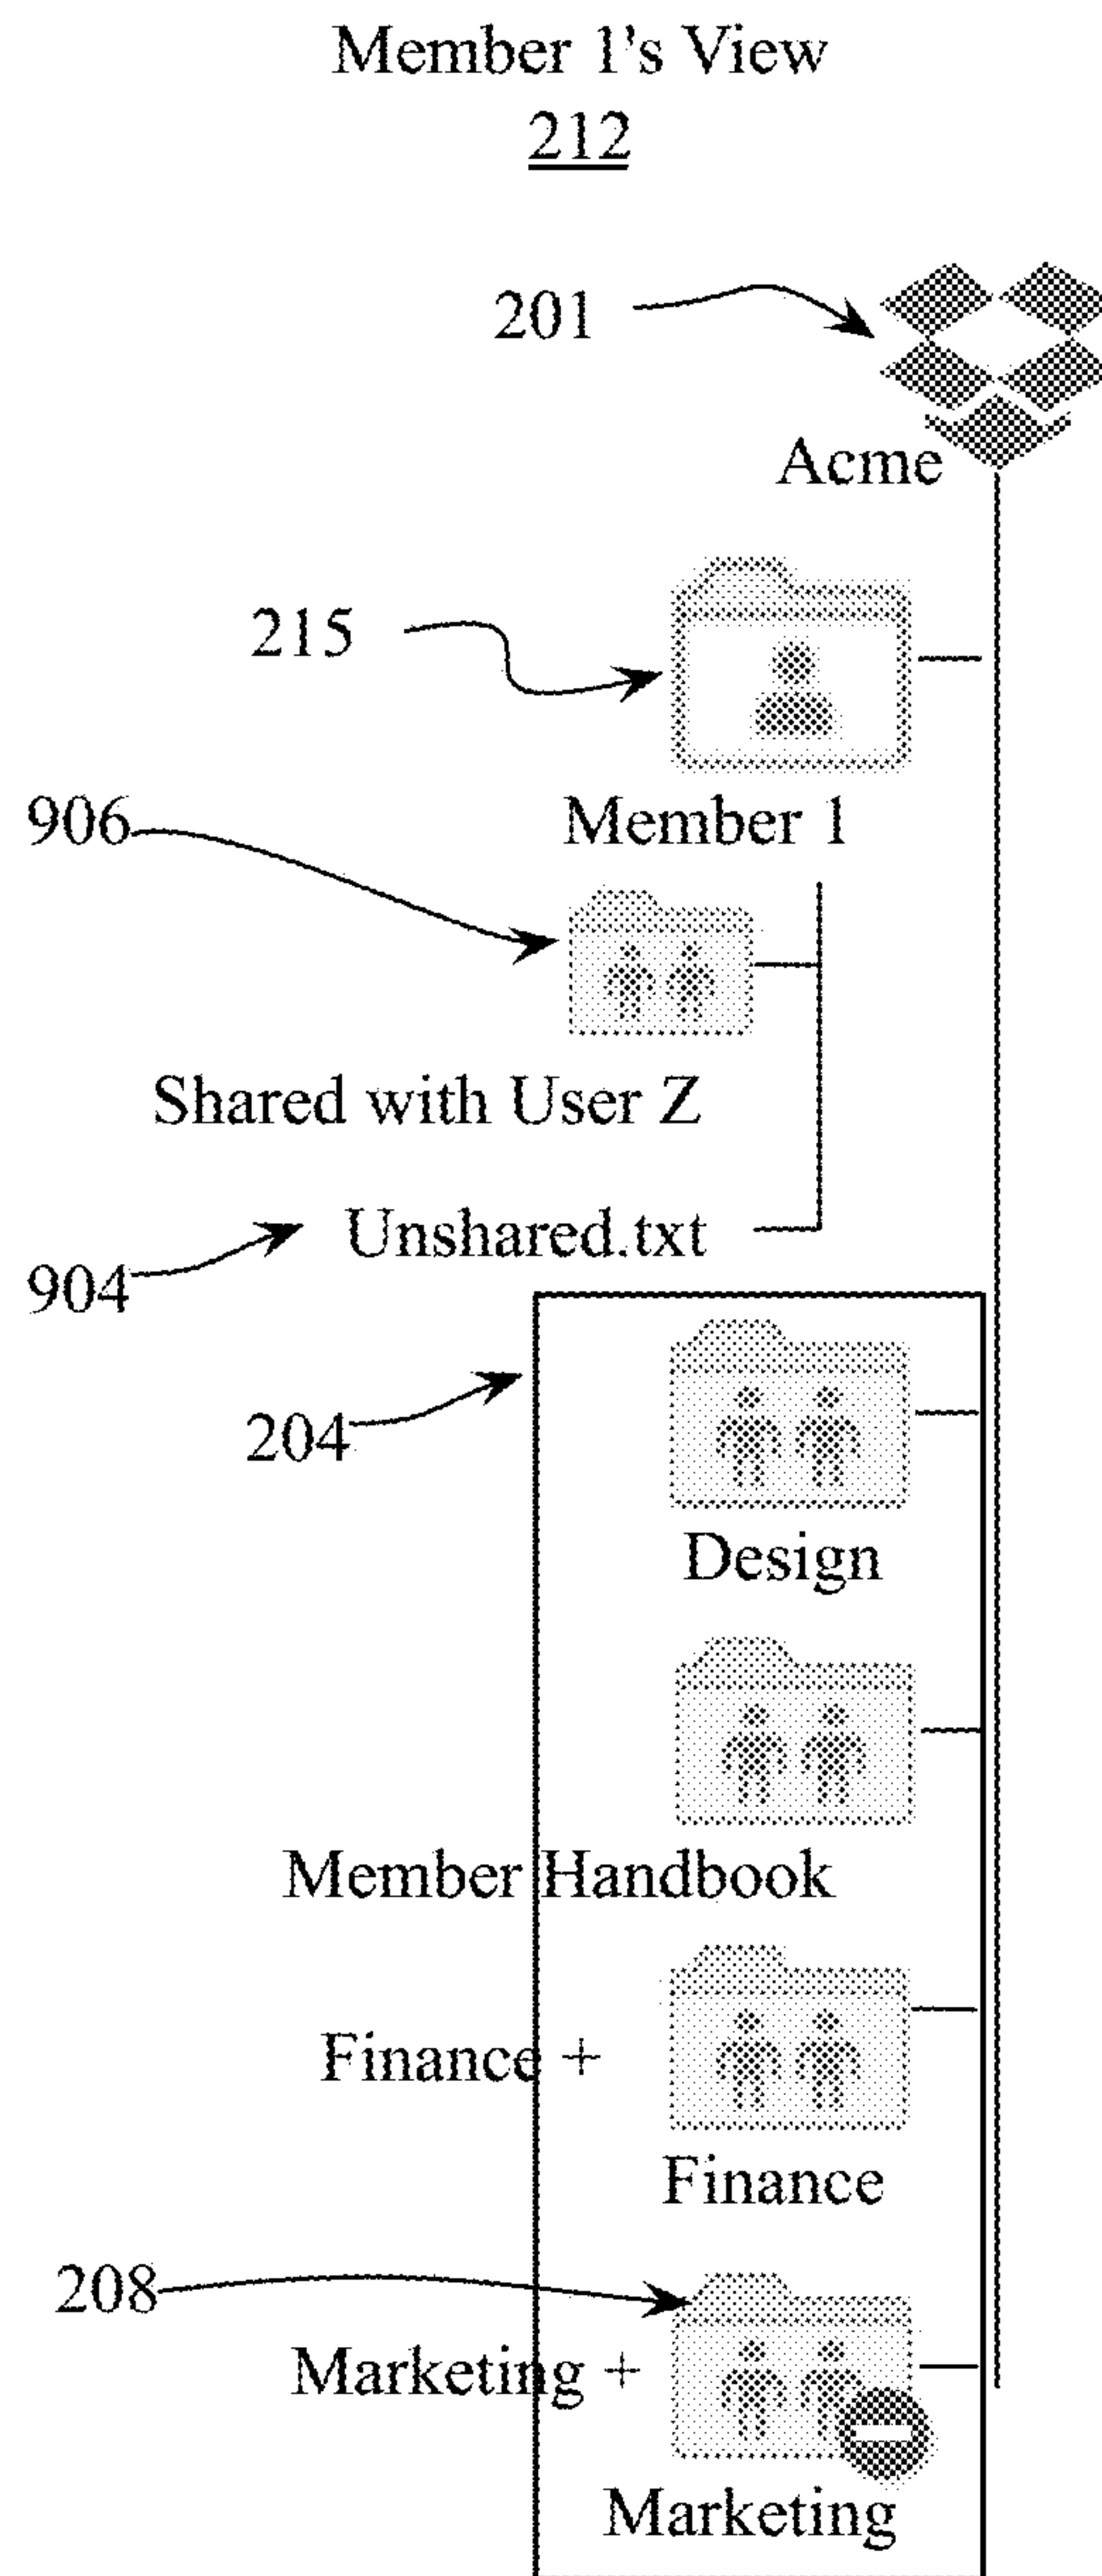 Member 1's View
212
201
Acme
215
Member 1
906
Shared with User Z
Unshared.txt
904
204
Design
Member Handbook
Finance +
Finance
208
Marketing +
Marketing